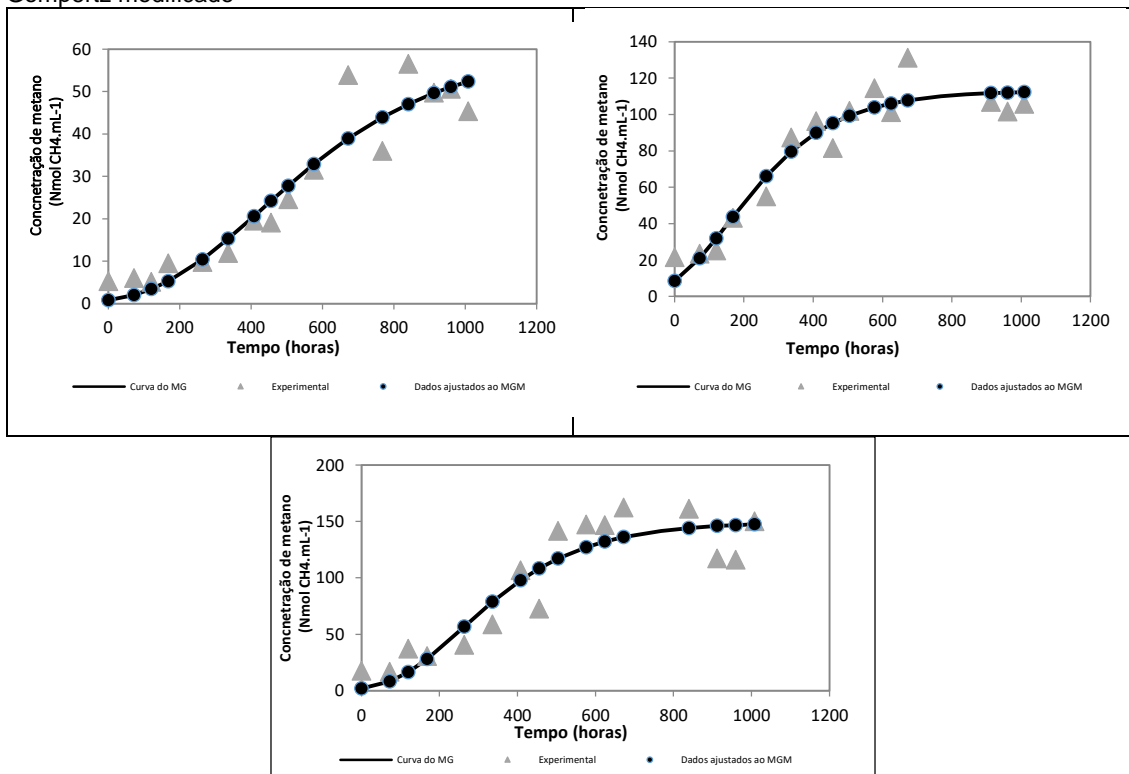 Gompertz modificado
60
50
40
30
20
10
0
0 200 400 600 800 1000 1200
Concnetração de metano
(Nmol CH4.mL-1)
Tempo (horas)
Curva do MG Experimental Dados ajustados ao MGM
140
120
100
80
60
40
20
0
0 200 400 600 800 1000 1200
Concnetração de metano
(Nmol CH4.mL-1)
Tempo (horas)
Curva do MG Experimental Dados ajustados ao MGM
200
150
100
50
0
0 200 400 600 800 1000 1200
Concnetração de metano
(Nmol CH4.mL-1)
Tempo (horas)
Curva do MG Experimental Dados ajustados ao MGM